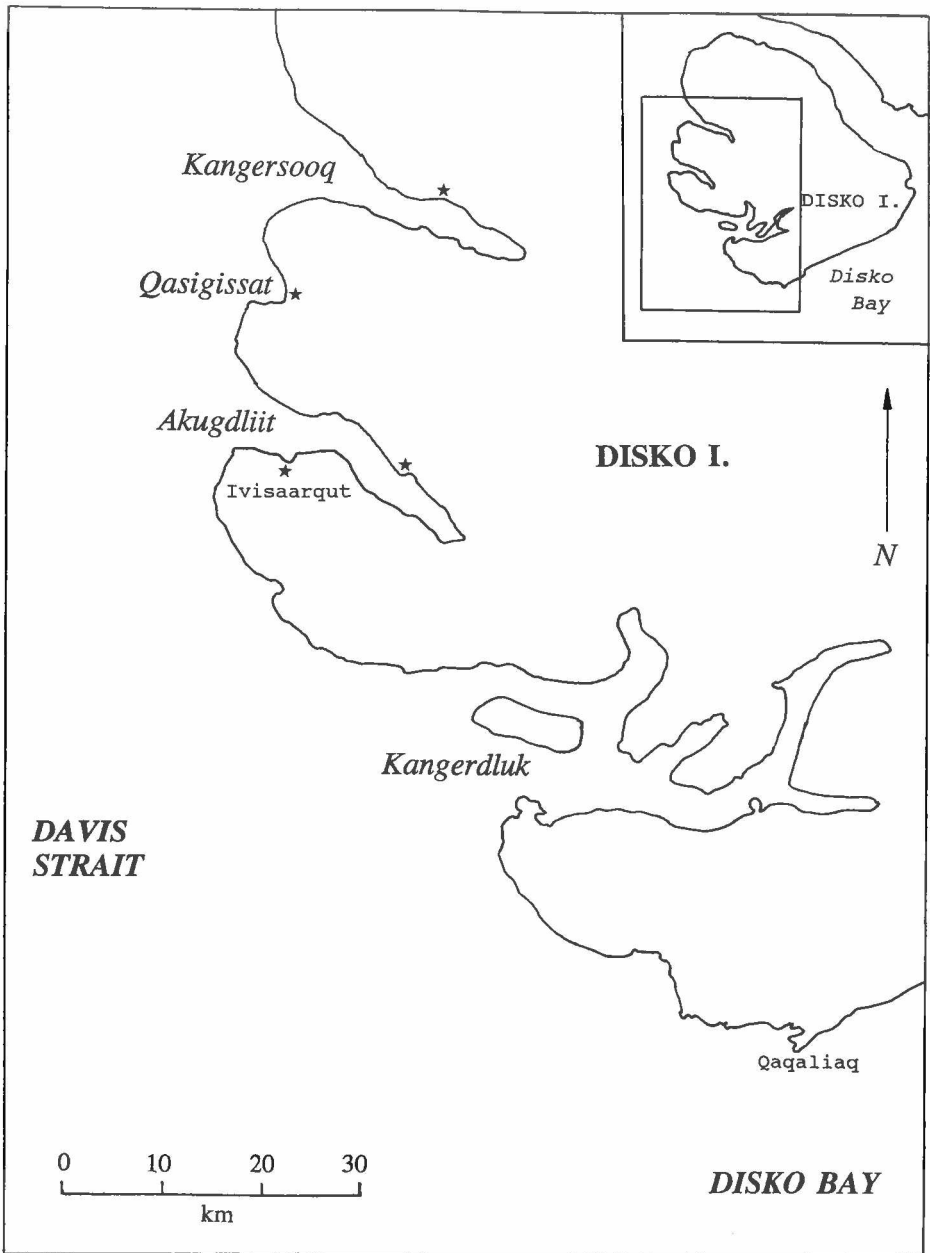 Kangersooq
DISKO I.
Disko
Bay
Qasigissat
Akugdliit
DISKO I.
Ivisaarqut
N
Kangerdluk
DAVIS
STRAIT
Qaqaliaq
0 10 20 30
km
DISKO BAY